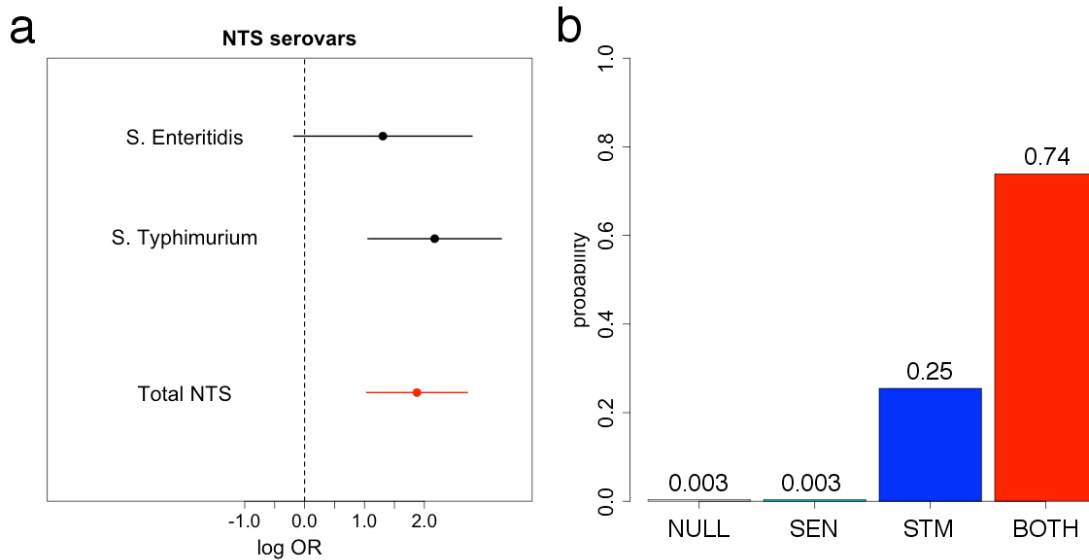 a
NTS serovars
S. Enteritidis
S. Typhimurium
Total NTS
-1.0 0.0 1.0 2.0
log OR
b
probability
0.0 0.2 0.4 0.6 0.8 1.0
0.003 0.003 0.25 0.74
NULL SEN STM BOTH